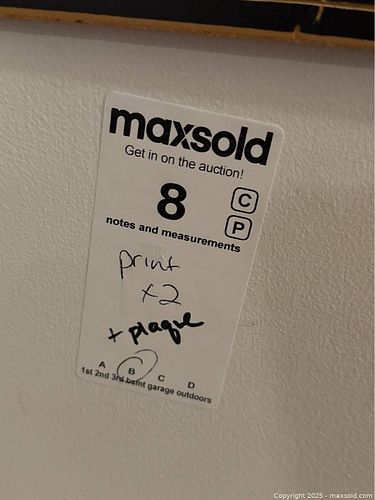 maxsold
Get in on the auction!
8
C
P
notes and measurements
print
x2
+ plaque
A B C D
1st 2nd 3rd bsmt garage outdoors
Copyright 2025 - maxsold.com